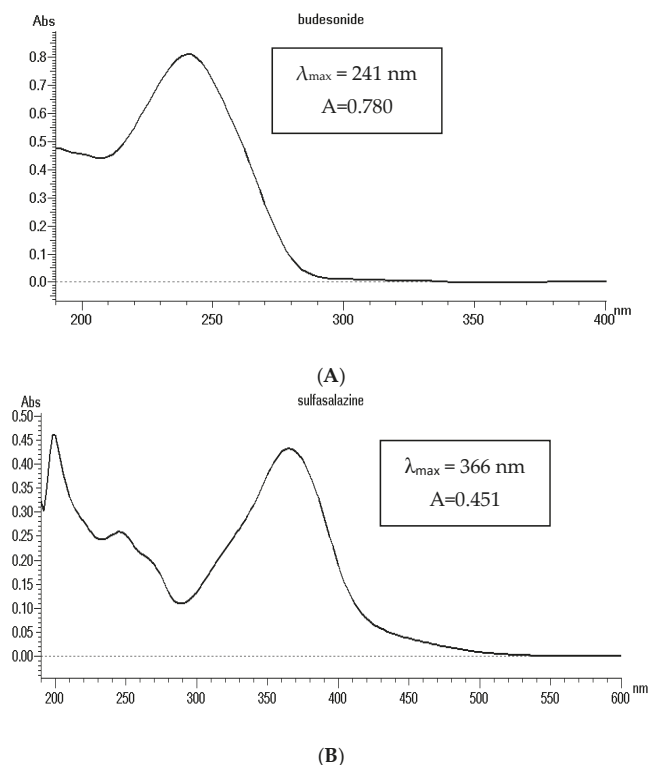 budesonide
Abs
λmax = 241 nm
A=0.780
0.8
0.7
0.6
0.5
0.4
0.3
0.2
0.1
0.0
200
250
300
350
400
nm
(A)
sulfasalazine
Abs
λmax = 366 nm
A=0.451
0.50
0.45
0.40
0.35
0.30
0.25
0.20
0.15
0.10
0.05
0.00
200
250
300
350
400
450
500
550
600
nm
(B)